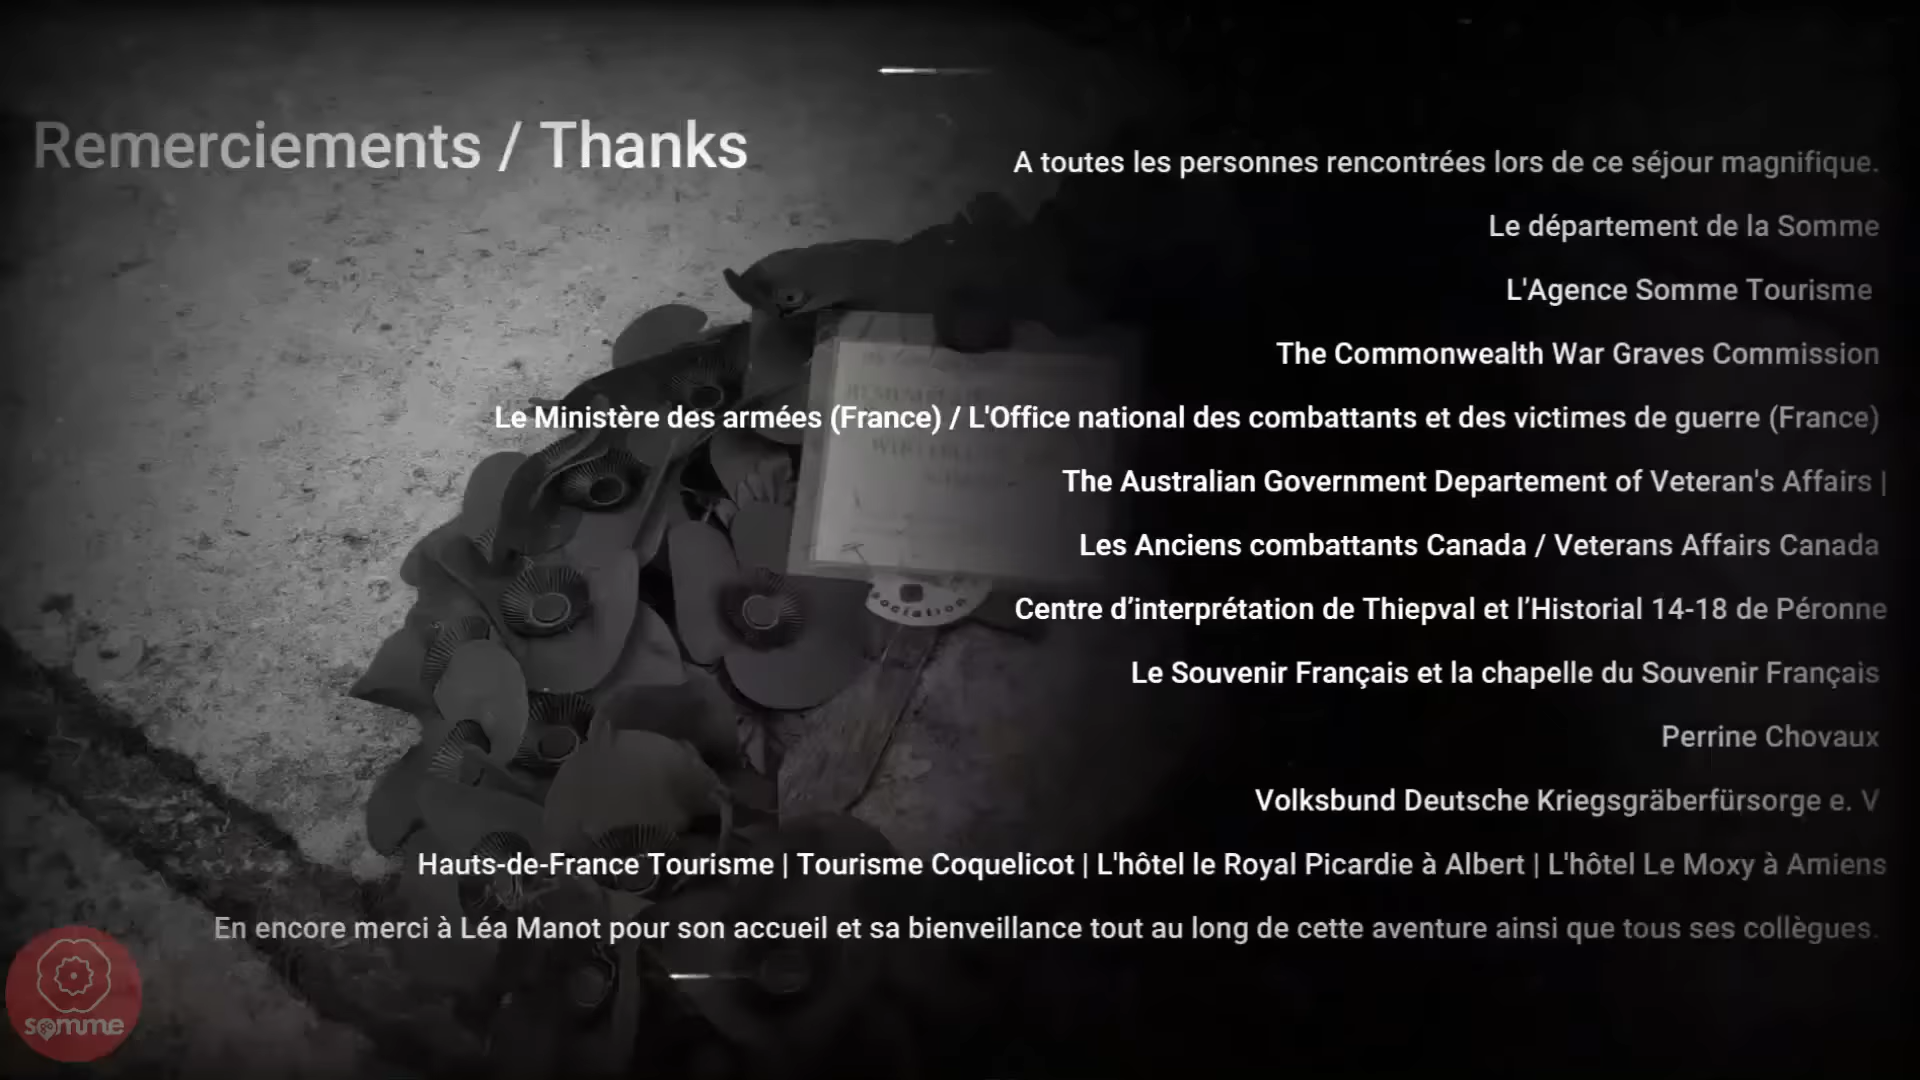 Remerciements / Thanks
A toutes les personnes rencontrées lors de ce séjour magnifique.
Le département de la Somme
L'Agence Somme Tourisme
The Commonwealth War Graves Commission
Le Ministère des armées (France) / L'Office national des combattants et des victimes de guerre (France)
The Australian Government Departement of Veteran's Affairs |
Les Anciens combattants Canada / Veterans Affairs Canada
Centre d’interprétation de Thiepval et l’Historial 14-18 de Péronne
Le Souvenir Français et la chapelle du Souvenir Français
Perrine Chovaux
Volksbund Deutsche Kriegsgräberfürsorge e. V
Hauts-de-France Tourisme | Tourisme Coquelicot | L'hôtel le Royal Picardie à Albert | L'hôtel Le Moxy à Amiens
En encore merci à Léa Manot pour son accueil et sa bienveillance tout au long de cette aventure ainsi que tous ses collègues.
somme